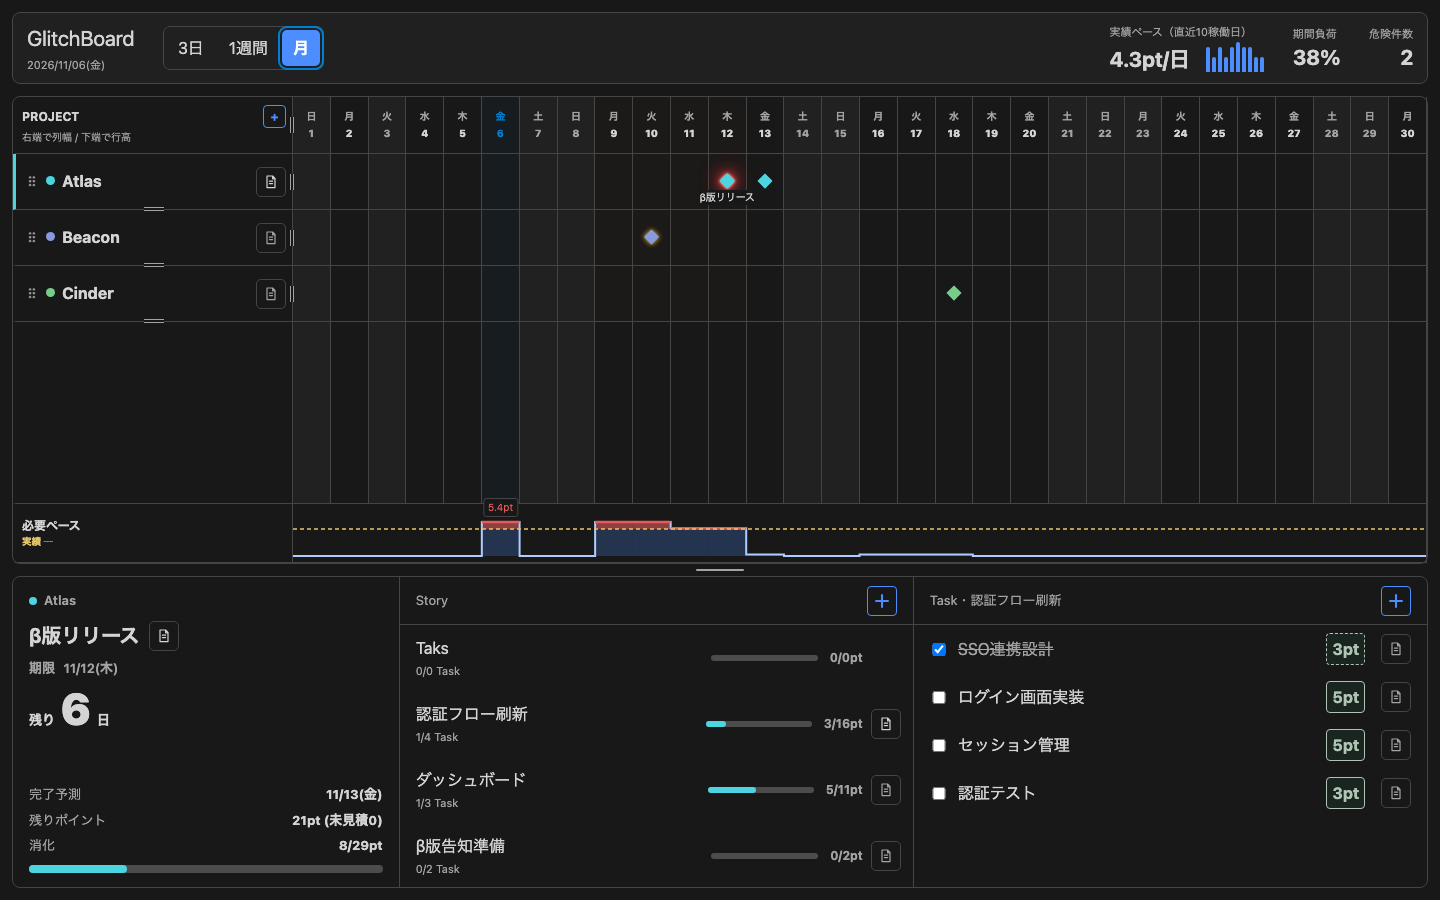 GlitchBoard
2026/11/06(金)
3日 1週間 月
実績ペース（直近10稼働日）
4.3pt/日
期間負荷
38%
危険件数
2
PROJECT
+
右端で列幅 / 下端で行高
日 月 火 水 木 金 土 日 月 火 水 木 金 土 日 月 火 水 木 金 土 日 月 火 水 木 金 土 日 月
1 2 3 4 5 6 7 8 9 10 11 12 13 14 15 16 17 18 19 20 21 22 23 24 25 26 27 28 29 30
Atlas
β版リリース
Beacon
Cinder
5.4pt
必要ペース
実績 ---
Atlas
β版リリース
期限 11/12(木)
残り 6 日
完了予測 11/13(金)
残りポイント 21pt (未見積0)
消化 8/29pt
Story
+
Taks
0/0 Task
0/0pt
認証フロー刷新
1/4 Task
3/16pt
ダッシュボード
1/3 Task
5/11pt
β版告知準備
0/2 Task
0/2pt
Task・認証フロー刷新
+
SSO連携設計 3pt
ログイン画面実装 5pt
セッション管理 5pt
認証テスト 3pt